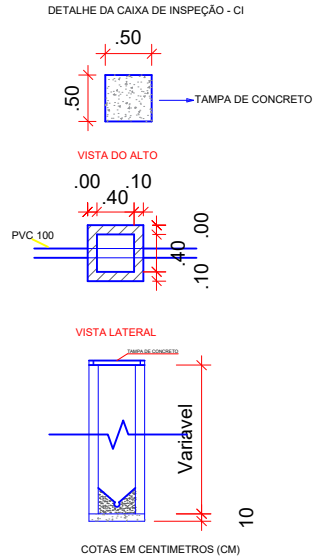 DETALHE DA CAIXA DE INSPEÇÃO - CI
.50
.50
TAMPA DE CONCRETO
VISTA DO ALTO
.00 .10
.40
.00
.40
.10
PVC 100
VISTA LATERAL
TAMPA DE CONCRETO
Variavel
10
COTAS EM CENTIMETROS (CM)